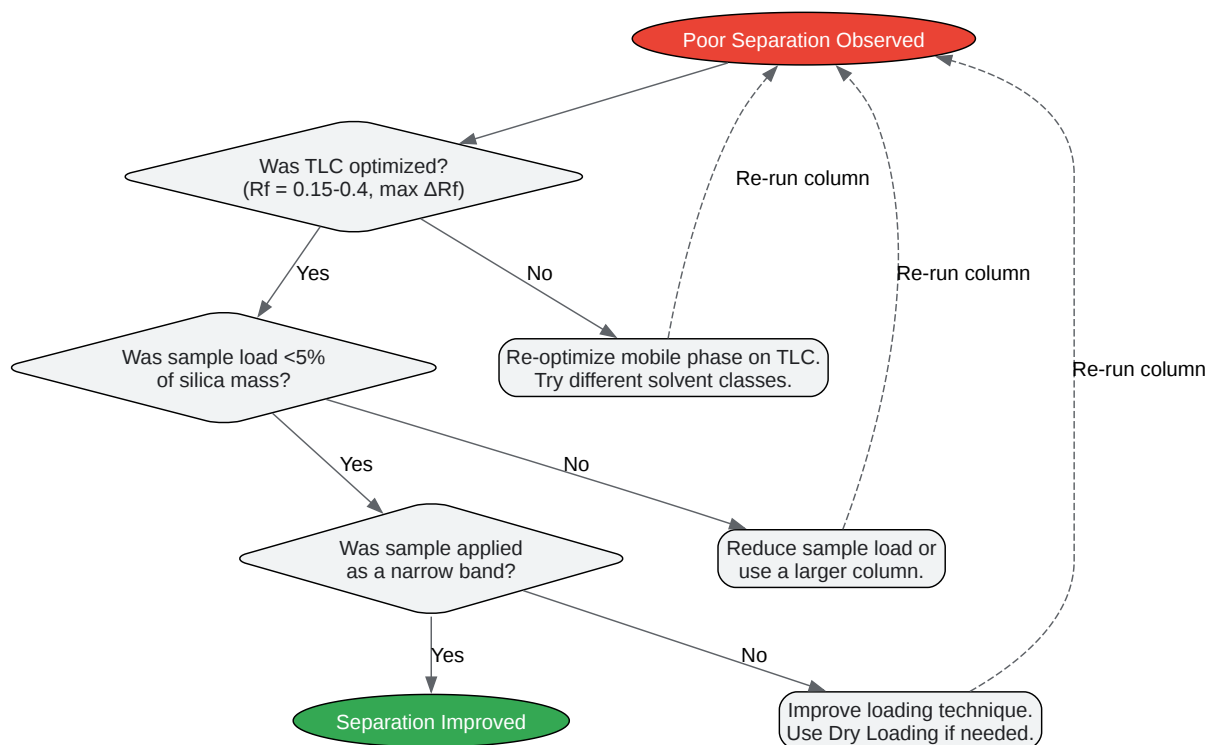 Poor Separation Observed
Was TLC optimized?
(Rf = 0.15-0.4, max ΔRf)
Re-run column
Yes
No
Re-run column
Was sample load <5%
of silica mass?
Re-optimize mobile phase on TLC.
Try different solvent classes.
Re-run column
Yes
No
Was sample applied
as a narrow band?
Reduce sample load or
use a larger column.
Yes
No
Separation Improved
Improve loading technique.
Use Dry Loading if needed.